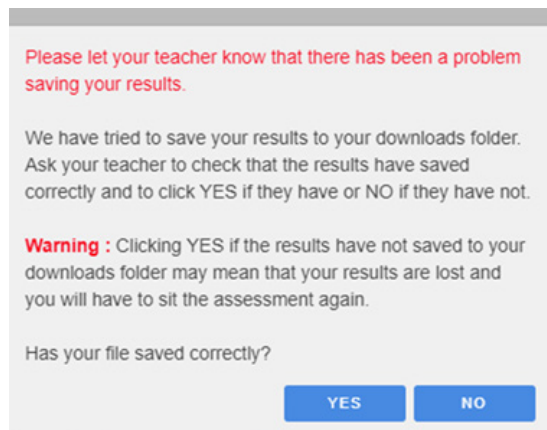 Please let your teacher know that there has been a problem
saving your results.
We have tried to save your results to your downloads folder.
Ask your teacher to check that the results have saved
correctly and to click YES if they have or NO if they have not.
Warning : Clicking YES if the results have not saved to your
downloads folder may mean that your results are lost and
you will have to sit the assessment again.
Has your file saved correctly?
YES NO